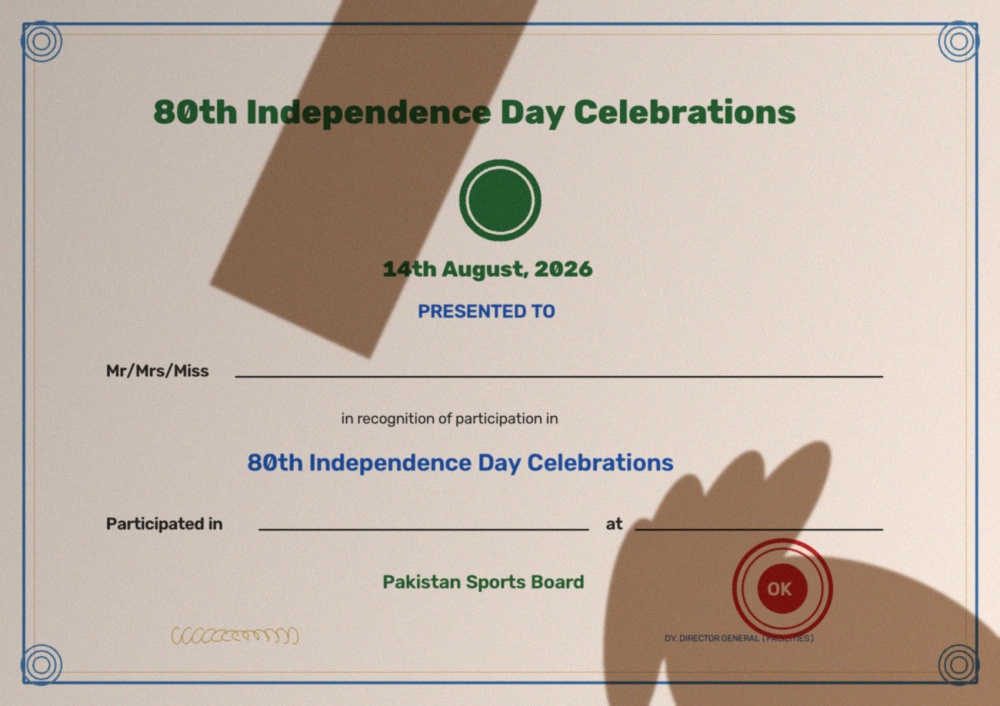 80th Independence Day Celebrations
14th August, 2026
PRESENTED TO
Mr/Mrs/Miss
in recognition of participation in
80th Independence Day Celebrations
Participated in at
Pakistan Sports Board
OK
DY. DIRECTOR GENERAL (FACILITIES)